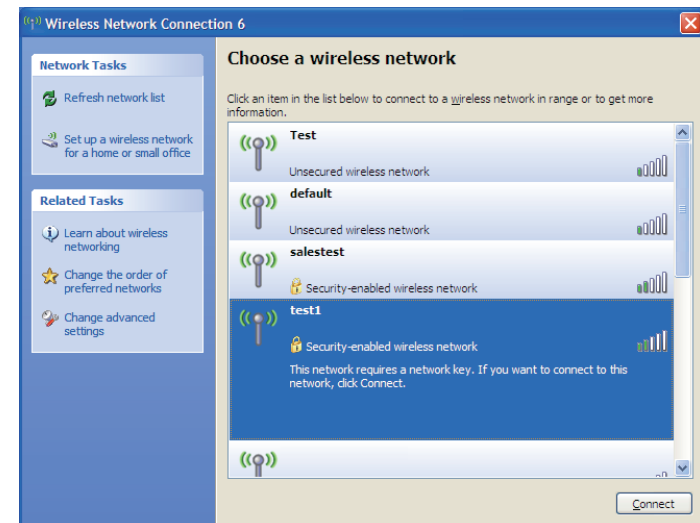 Wireless Network Connection 6
Network Tasks
Refresh network list
Set up a wireless network
for a home or small office
Related Tasks
Learn about wireless
networking
Change the order of
preferred networks
Change advanced
settings
Choose a wireless network
Click an item in the list below to connect to a wireless network in range or to get more
information.
Test
Unsecured wireless network
default
Unsecured wireless network
salestest
Security-enabled wireless network
test1
Security-enabled wireless network
This network requires a network key. If you want to connect to this
network, click Connect.
Connect